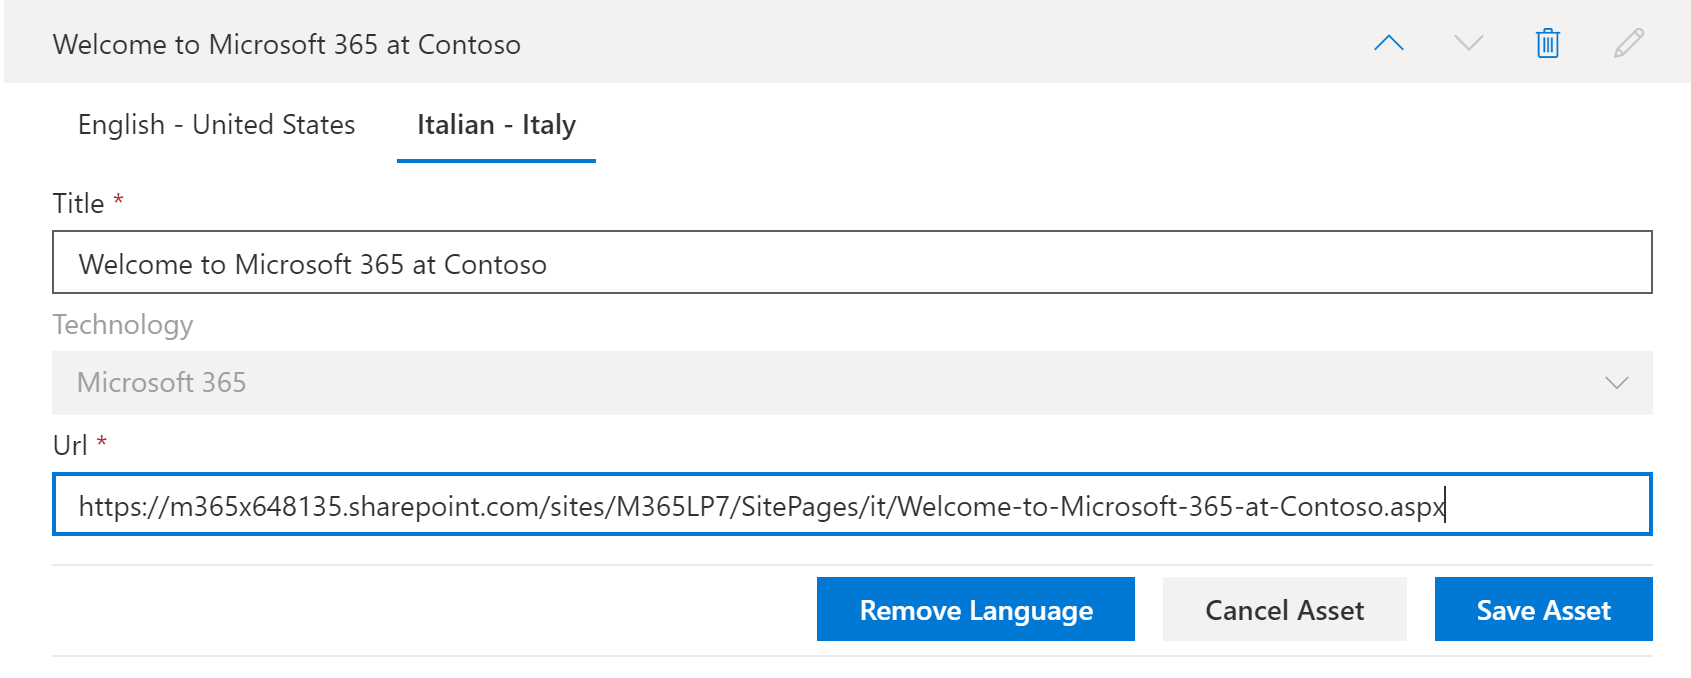 Welcome to Microsoft 365 at Contoso
English - United States Italian - Italy
Title *
Welcome to Microsoft 365 at Contoso
Technology
Microsoft 365
Url *
https://m365x648135.sharepoint.com/sites/M365LP7/SitePages/it/Welcome-to-Microsoft-365-at-Contoso.aspx
Remove Language Cancel Asset Save Asset